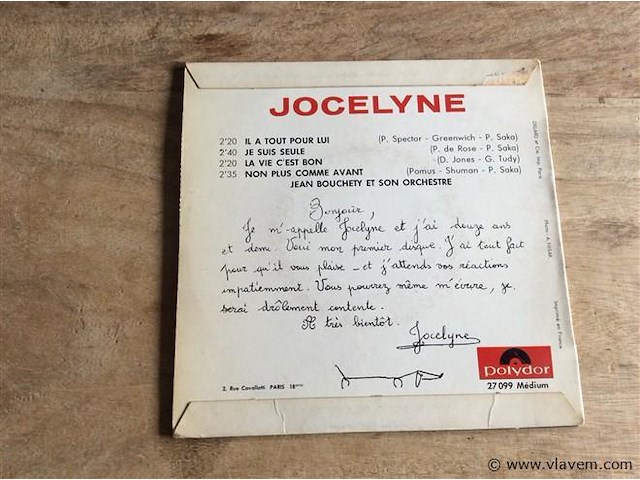 JOCELYNE
2'20 IL A TOUT POUR LUI (P. Spector - Greenwich - P. Saka)
2'40 JE SUIS SEULE (P. de Rose - P. Saka)
2'20 LA VIE C'EST BON (D. Jones - G. Tudy)
2'35 NON PLUS COMME AVANT (Pomus - Shuman - P. Saka)
JEAN BOUCHETY ET SON ORCHESTRE
Bonjour,
Je m'appelle Jocelyne et j'ai douze ans
et demi. Voici mon premier disque. J'ai tout fait
pour qu'il vous plaise - et j'attends vos réactions
impatiemment. Vous pourrez même m'écrire, je
serai drôlement contente.
A très bientôt.
Jocelyne
2, Rue Cavallotti PARIS 18ème
polydor
27 099 Médium
Imprimé en France
© www.vlavem.com